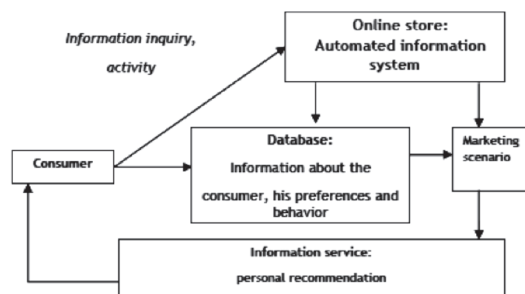 Information inquiry,
activity
Online store:
Automated information
system
Consumer
Database:
Information about the
consumer, his preferences and
behavior
Marketing
scenario
Information service:
personal recommendation